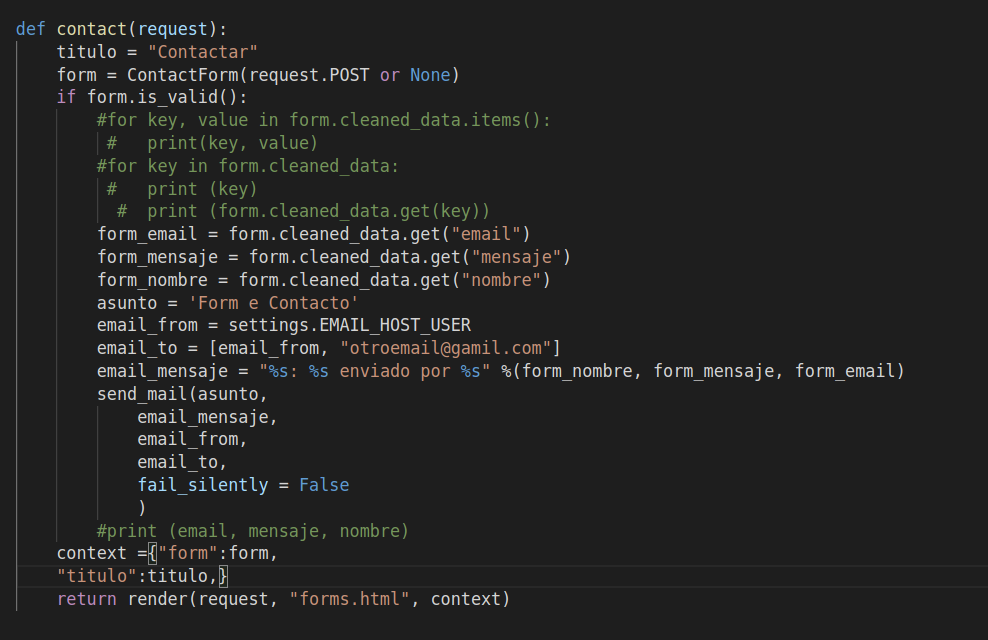 def contact(request):
    titulo = "Contactar"
    form = ContactForm(request.POST or None)
    if form.is_valid():
        #for key, value in form.cleaned_data.items():
         #   print(key, value)
        #for key in form.cleaned_data:
         #   print (key)
          #  print (form.cleaned_data.get(key))
        form_email = form.cleaned_data.get("email")
        form_mensaje = form.cleaned_data.get("mensaje")
        form_nombre = form.cleaned_data.get("nombre")
        asunto = 'Form e Contacto'
        email_from = settings.EMAIL_HOST_USER
        email_to = [email_from, "otroemail@gamil.com"]
        email_mensaje = "%s: %s enviado por %s" %(form_nombre, form_mensaje, form_email)
        send_mail(asunto,
            email_mensaje,
            email_from,
            email_to,
            fail_silently = False
            )
        #print (email, mensaje, nombre)
    context ={"form":form,
    "titulo":titulo,}
    return render(request, "forms.html", context)